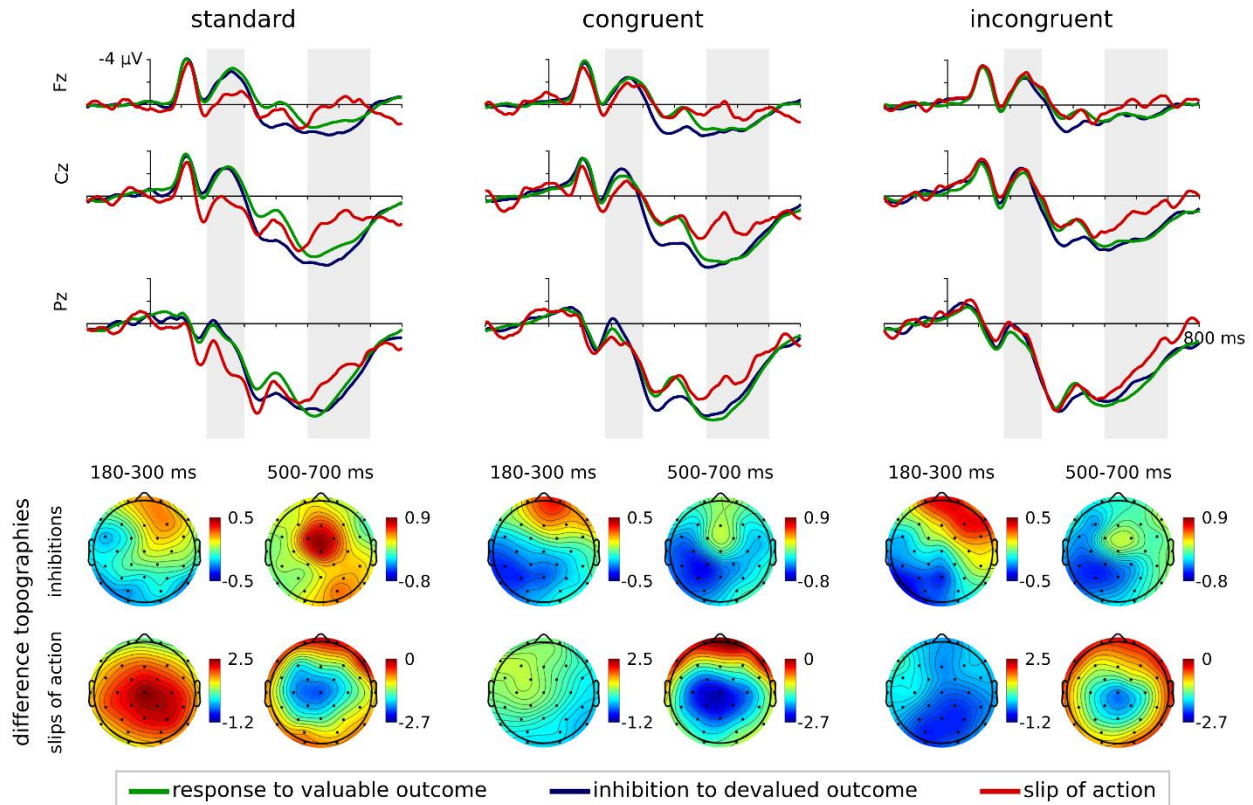 standard congruent incongruent
-4 µV
Fz
Cz
Pz
800 ms
180-300 ms 500-700 ms 180-300 ms 500-700 ms 180-300 ms 500-700 ms
difference topographies
inhibitions
0.5 0.9 0.5 0.9 0.5 0.9
-0.5 -0.8 -0.5 -0.8 -0.5 -0.8
slips of action
2.5 0 2.5 0 2.5 0
-1.2 -2.7 -1.2 -2.7 -1.2 -2.7
response to valuable outcome inhibition to devalued outcome slip of action